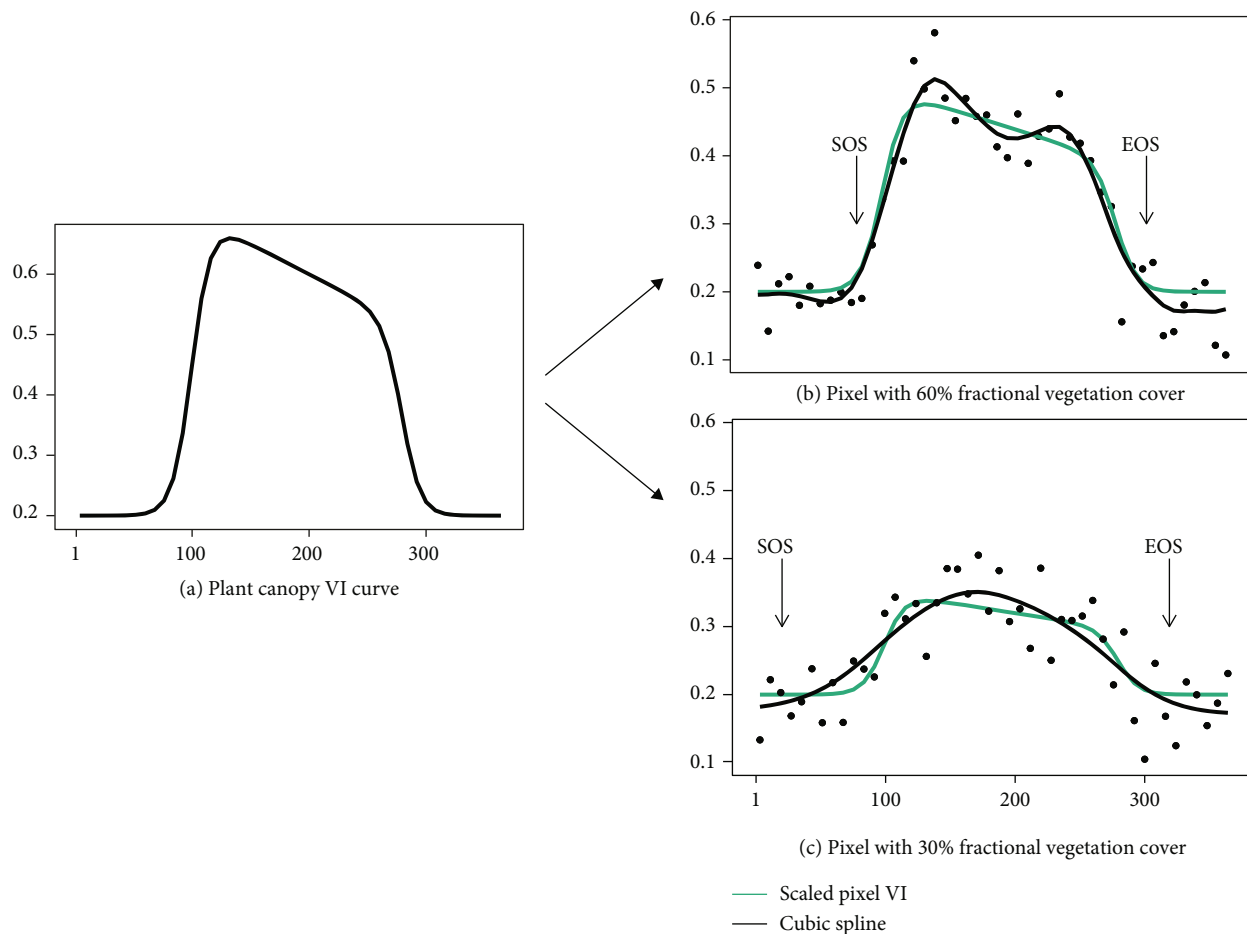 0.6
0.5
0.4
0.3
0.2
1 100 200 300
(a) Plant canopy VI curve
0.6
0.5
0.4
0.3
0.2
0.1
SOS
EOS
(b) Pixel with 60% fractional vegetation cover
0.6
0.5
0.4
0.3
0.2
0.1
SOS
EOS
1 100 200 300
(c) Pixel with 30% fractional vegetation cover
Scaled pixel VI
Cubic spline